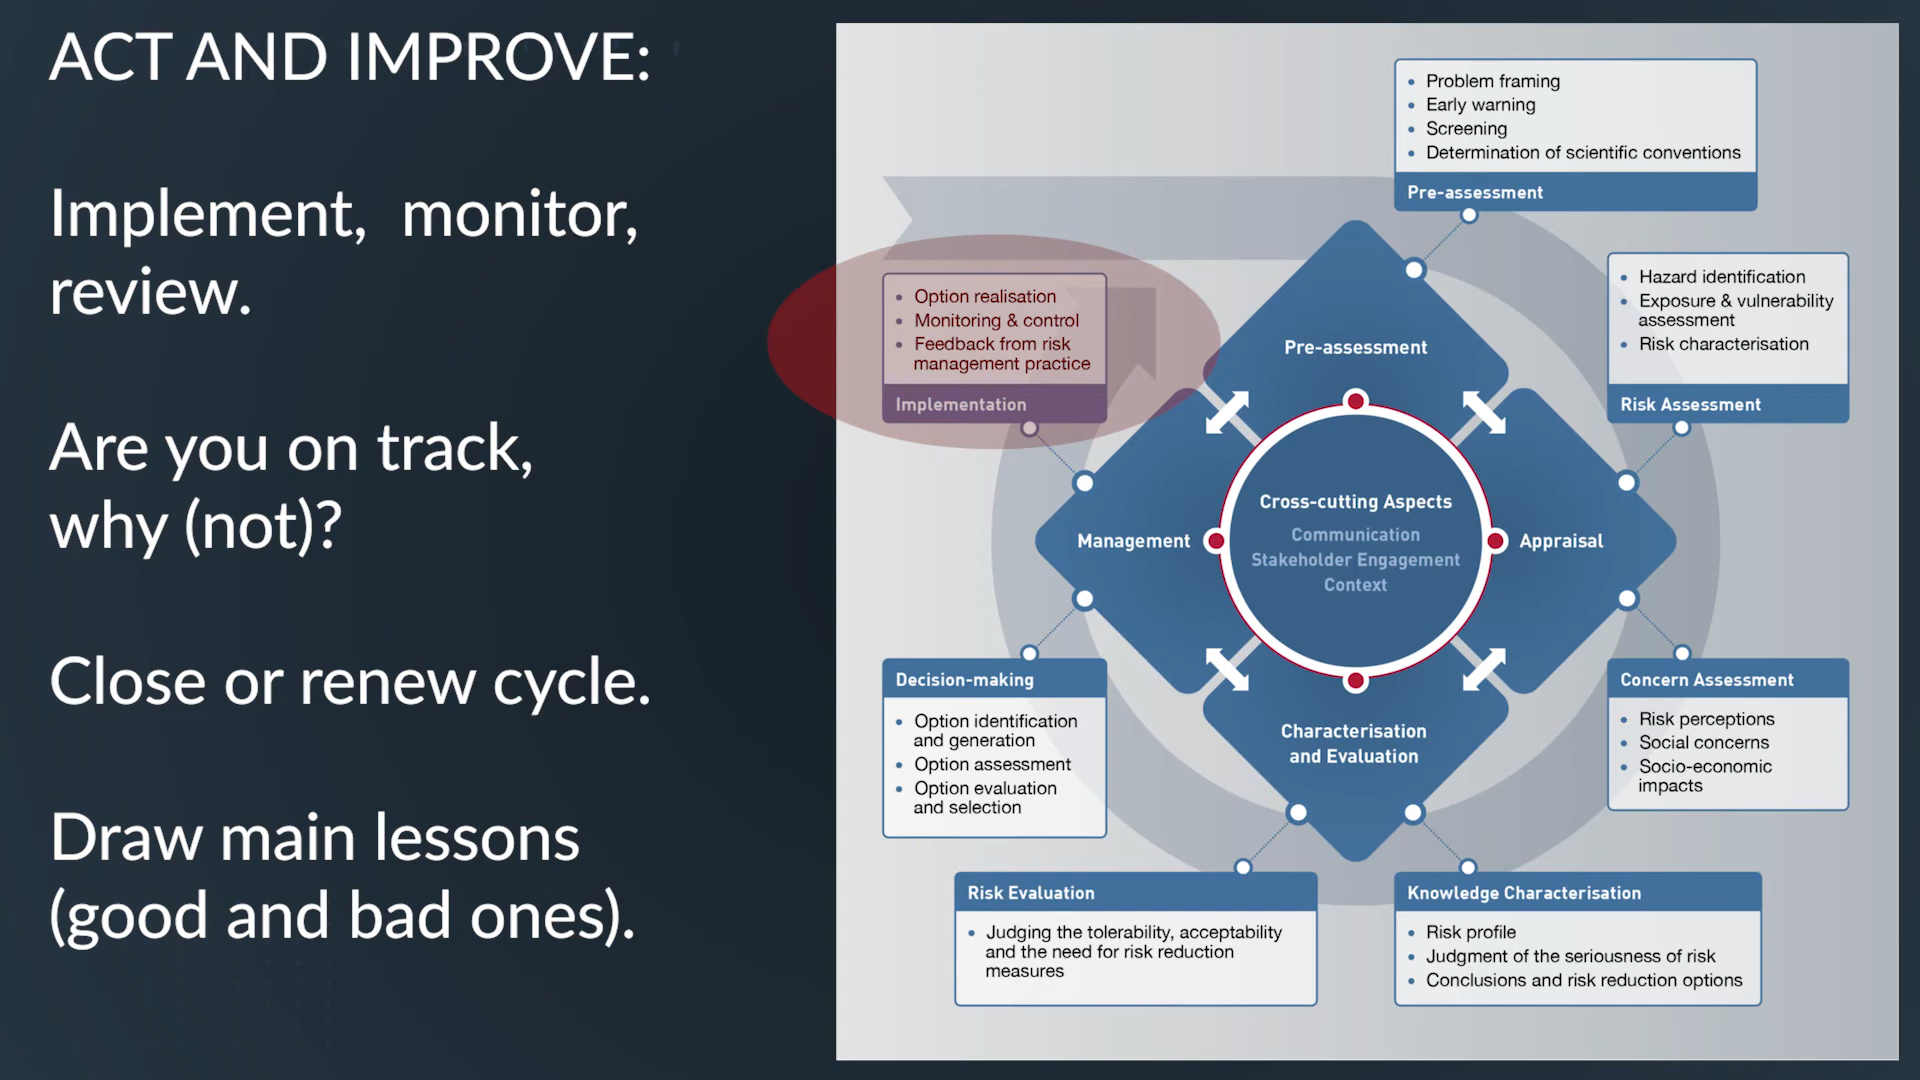 ACT AND IMPROVE:
Implement, monitor,
review.
Are you on track,
why (not)?
Close or renew cycle.
Draw main lessons
(good and bad ones).
• Problem framing
• Early warning
• Screening
• Determination of scientific conventions
Pre-assessment
• Option realisation
• Monitoring & control
• Feedback from risk
management practice
Implementation
• Hazard identification
• Exposure & vulnerability
assessment
• Risk characterisation
Risk Assessment
Pre-assessment
Management
Cross-cutting Aspects
Communication
Stakeholder Engagement
Context
Appraisal
Characterisation
and Evaluation
Decision-making
• Option identification
and generation
• Option assessment
• Option evaluation
and selection
Concern Assessment
• Risk perceptions
• Social concerns
• Socio-economic
impacts
Risk Evaluation
• Judging the tolerability, acceptability
and the need for risk reduction
measures
Knowledge Characterisation
• Risk profile
• Judgment of the seriousness of risk
• Conclusions and risk reduction options